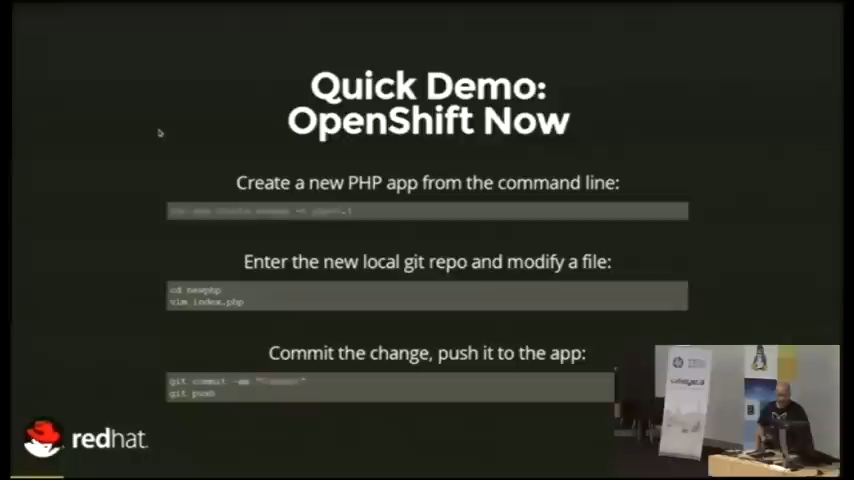 Quick Demo:
OpenShift Now
Create a new PHP app from the command line:
Enter the new local git repo and modify a file:
cd newphp
vim index.php
Commit the change, push it to the app:
git commit -am
git push
redhat.